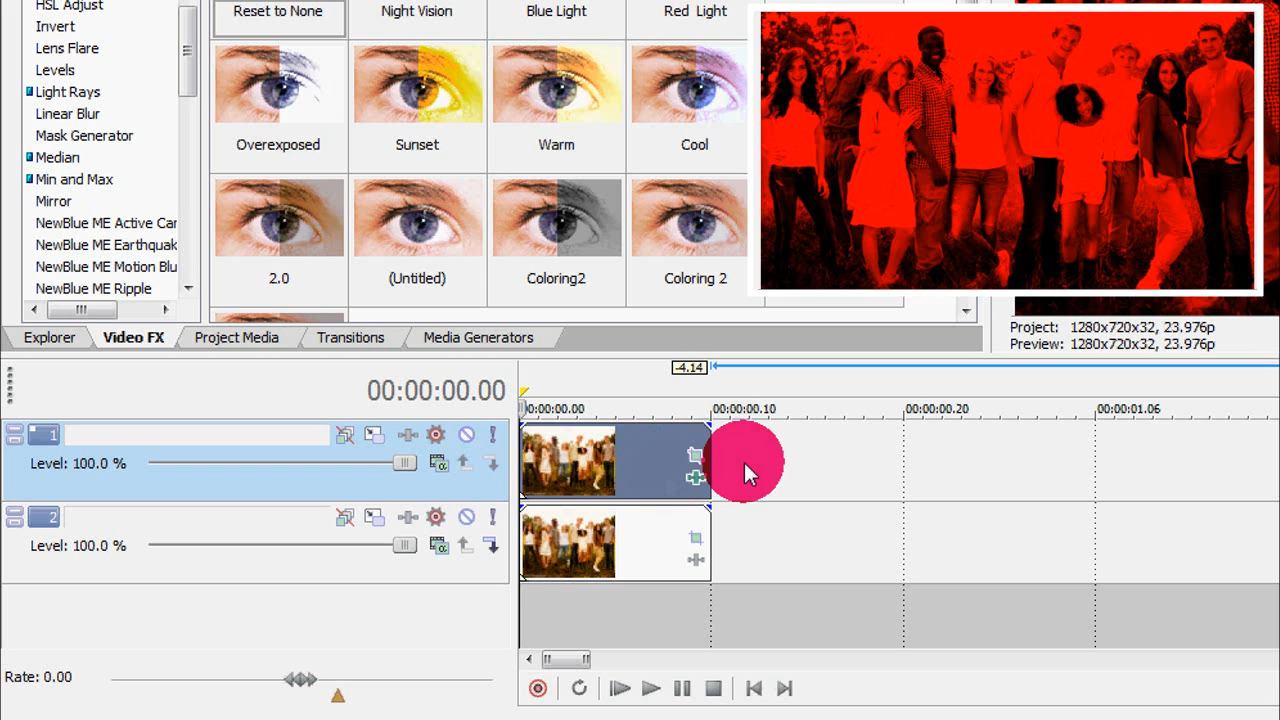 HSL Adjust
Invert
Lens Flare
Levels
Light Rays
Linear Blur
Mask Generator
Median
Min and Max
Mirror
NewBlue ME Active Car
NewBlue ME Earthquak
NewBlue ME Motion Blu
NewBlue ME Ripple
Reset to None
Night Vision
Blue Light
Red Light
Overexposed
Sunset
Warm
Cool
2.0
(Untitled)
Coloring2
Coloring 2
Explorer
Video FX
Project Media
Transitions
Media Generators
Project: 1280x720x32, 23.976p
Preview: 1280x720x32, 23.976p
-4.14
00:00:00.00
00:00:00.00
00:00:00.10
00:00:00.20
00:00:01.06
1
Level: 100.0 %
2
Level: 100.0 %
Rate: 0.00